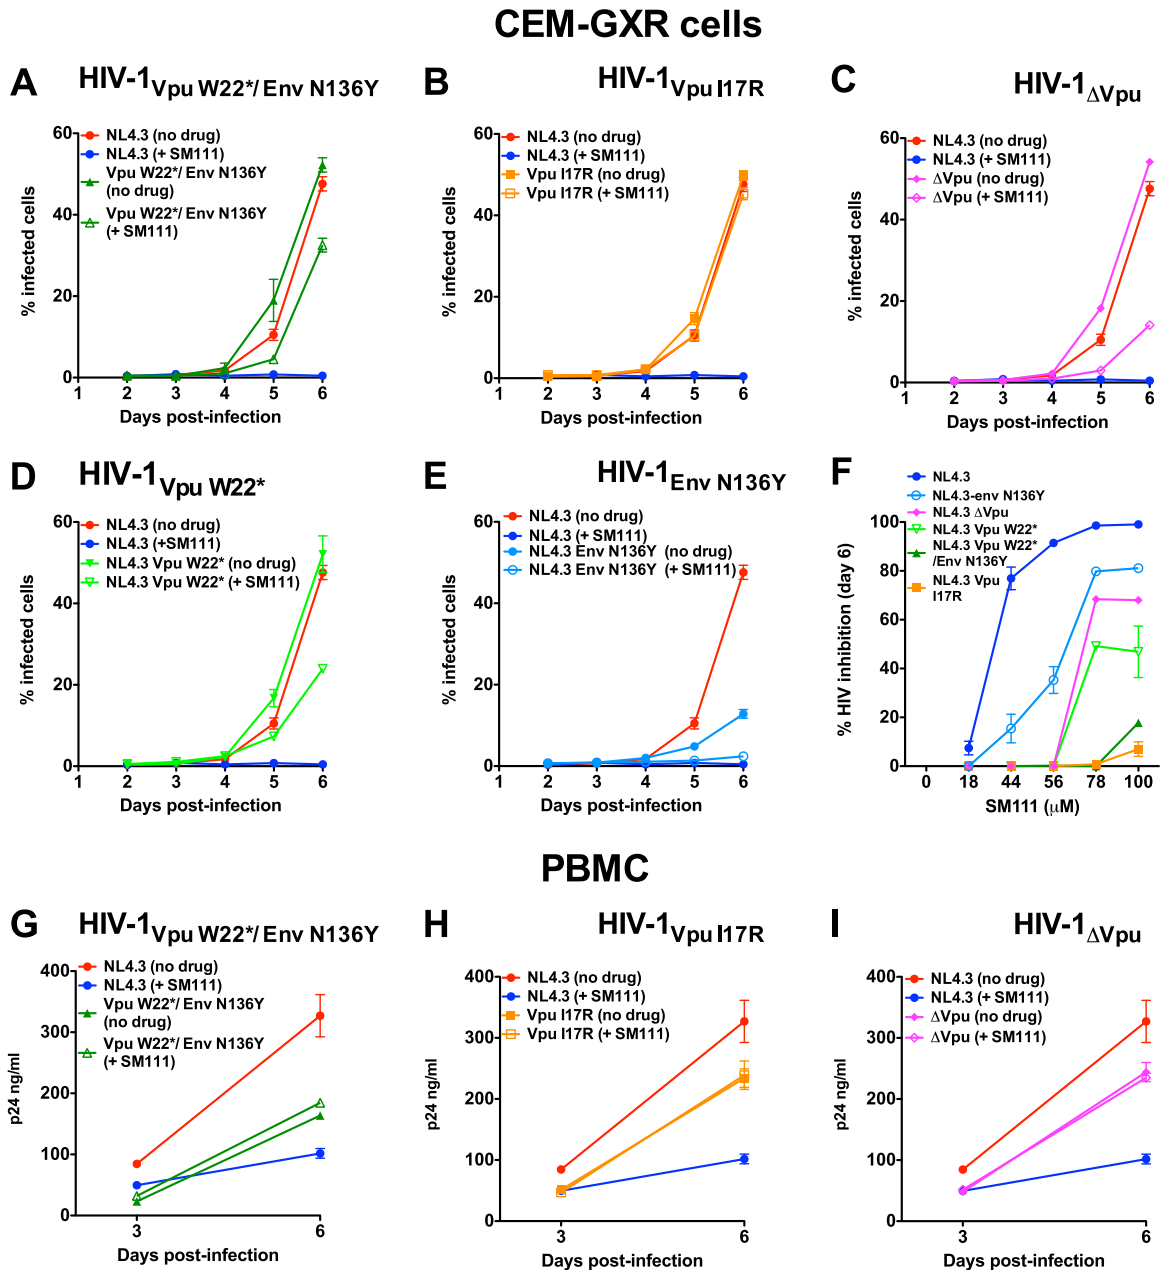 CEM-GXR cells
A HIV-1Vpu W22*/ Env N136Y
NL4.3 (no drug)
NL4.3 (+ SM111)
Vpu W22*/ Env N136Y
(no drug)
Vpu W22*/ Env N136Y
(+ SM111)
% infected cells
60
40
20
0
1 2 3 4 5 6
Days post-infection
B HIV-1Vpu I17R
NL4.3 (no drug)
NL4.3 (+ SM111)
Vpu I17R (no drug)
Vpu I17R (+ SM111)
% infected cells
60
40
20
0
1 2 3 4 5 6
Days post-infection
C HIV-1ΔVpu
NL4.3 (no drug)
NL4.3 (+ SM111)
ΔVpu (no drug)
ΔVpu (+ SM111)
% infected cells
60
40
20
0
1 2 3 4 5 6
Days post-infection
D HIV-1Vpu W22*
NL4.3 (no drug)
NL4.3 (+SM111)
NL4.3 Vpu W22* (no drug)
NL4.3 Vpu W22* (+ SM111)
% infected cells
60
40
20
0
1 2 3 4 5 6
Days post-infection
E HIV-1Env N136Y
NL4.3 (no drug)
NL4.3 (+ SM111)
NL4.3 Env N136Y (no drug)
NL4.3 Env N136Y (+ SM111)
% infected cells
60
40
20
0
1 2 3 4 5 6
Days post-infection
F
NL4.3
NL4.3-env N136Y
NL4.3 ΔVpu
NL4.3 Vpu W22*
NL4.3 Vpu W22*
/Env N136Y
NL4.3 Vpu
I17R
% HIV inhibition (day 6)
100
80
60
40
20
0
0 18 44 56 78 100
SM111 (μM)
PBMC
G HIV-1Vpu W22*/ Env N136Y
NL4.3 (no drug)
NL4.3 (+ SM111)
Vpu W22*/ Env N136Y
(no drug)
Vpu W22*/ Env N136Y
(+ SM111)
p24 ng/ml
400
300
200
100
0
3 6
Days post-infection
H HIV-1Vpu I17R
NL4.3 (no drug)
NL4.3 (+ SM111)
Vpu I17R (no drug)
Vpu I17R (+ SM111)
p24 ng/ml
400
300
200
100
0
3 6
Days post-infection
I HIV-1ΔVpu
NL4.3 (no drug)
NL4.3 (+ SM111)
ΔVpu (no drug)
ΔVpu (+ SM111)
p24 ng/ml
400
300
200
100
0
3 6
Days post-infection